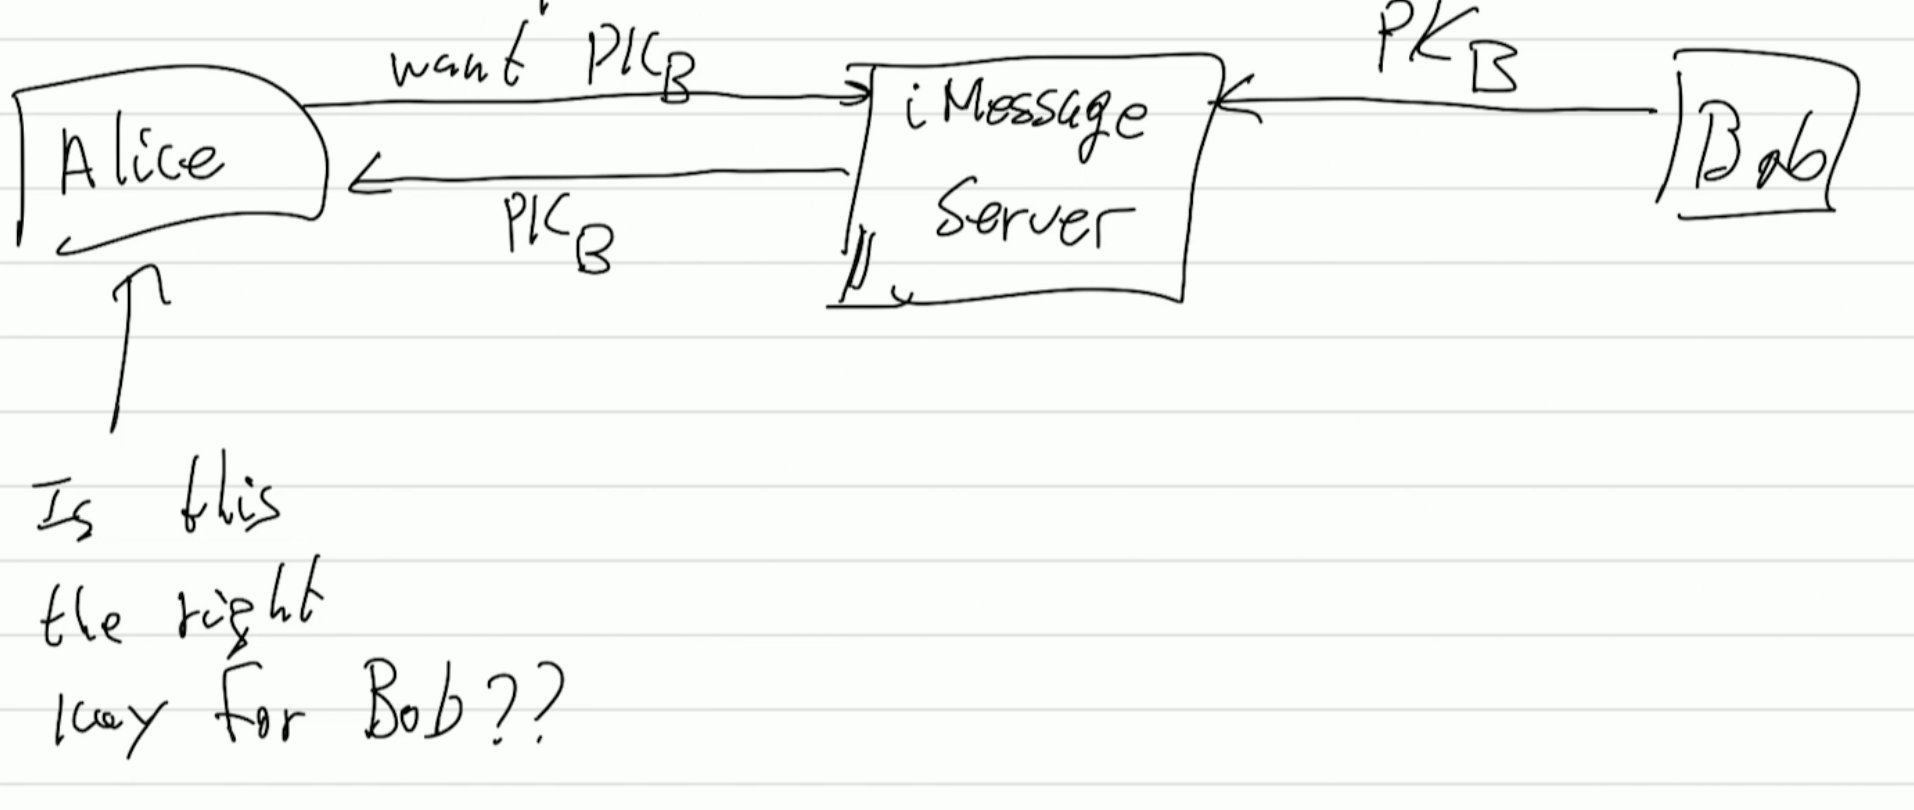 want PK_B
PK_B
Alice
iMessage
Server
Bob
PK_B
Is this
the right
key for Bob??